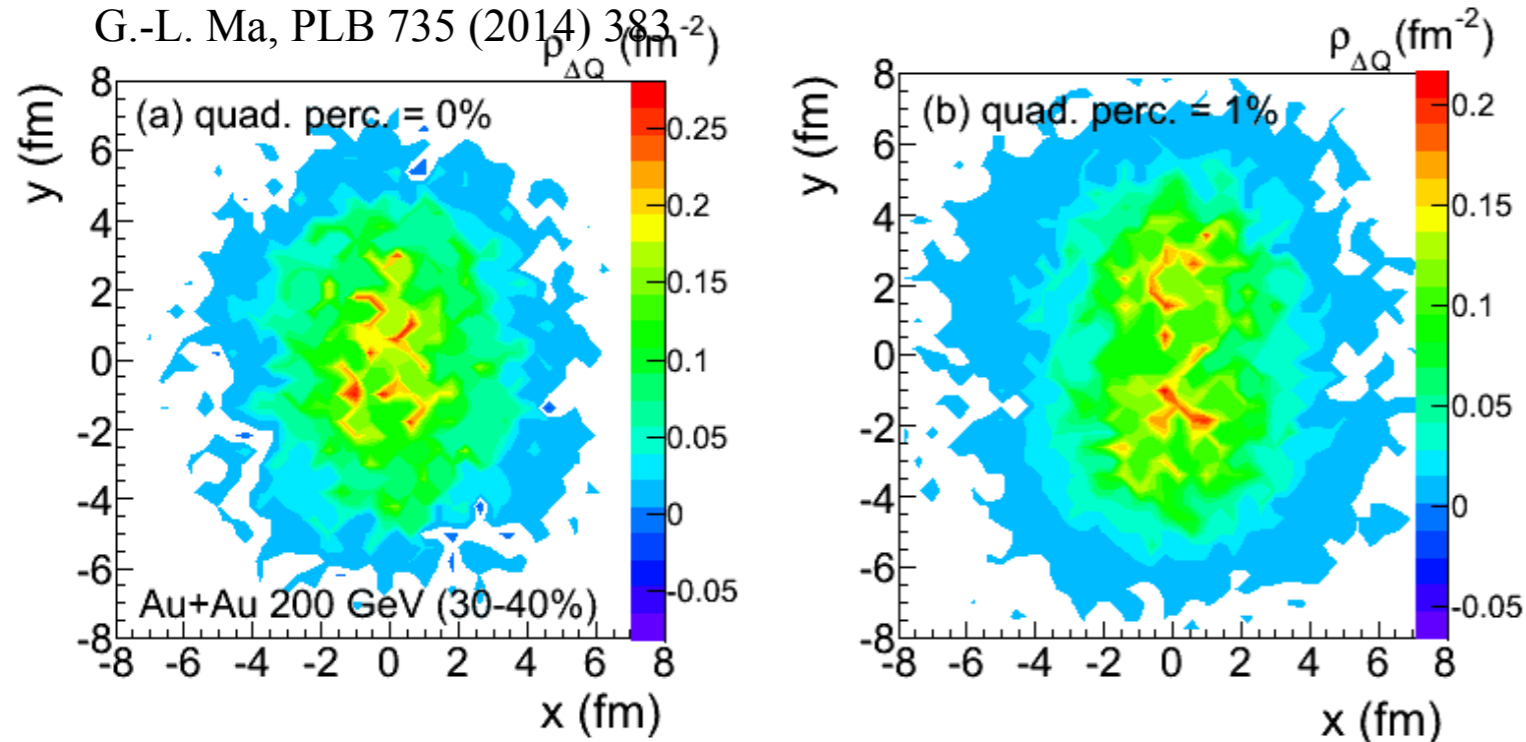 G.-L. Ma, PLB 735 (2014) 383
ρΔQ (fm-2)
(a) quad. perc. = 0%
Au+Au 200 GeV (30-40%)
y (fm)
8
6
4
2
0
-2
-4
-6
-8
-8 -6 -4 -2 0 2 4 6 8
x (fm)
0.25
0.2
0.15
0.1
0.05
0
-0.05
ρΔQ (fm-2)
(b) quad. perc. = 1%
y (fm)
8
6
4
2
0
-2
-4
-6
-8
-8 -6 -4 -2 0 2 4 6 8
x (fm)
0.2
0.15
0.1
0.05
0
-0.05